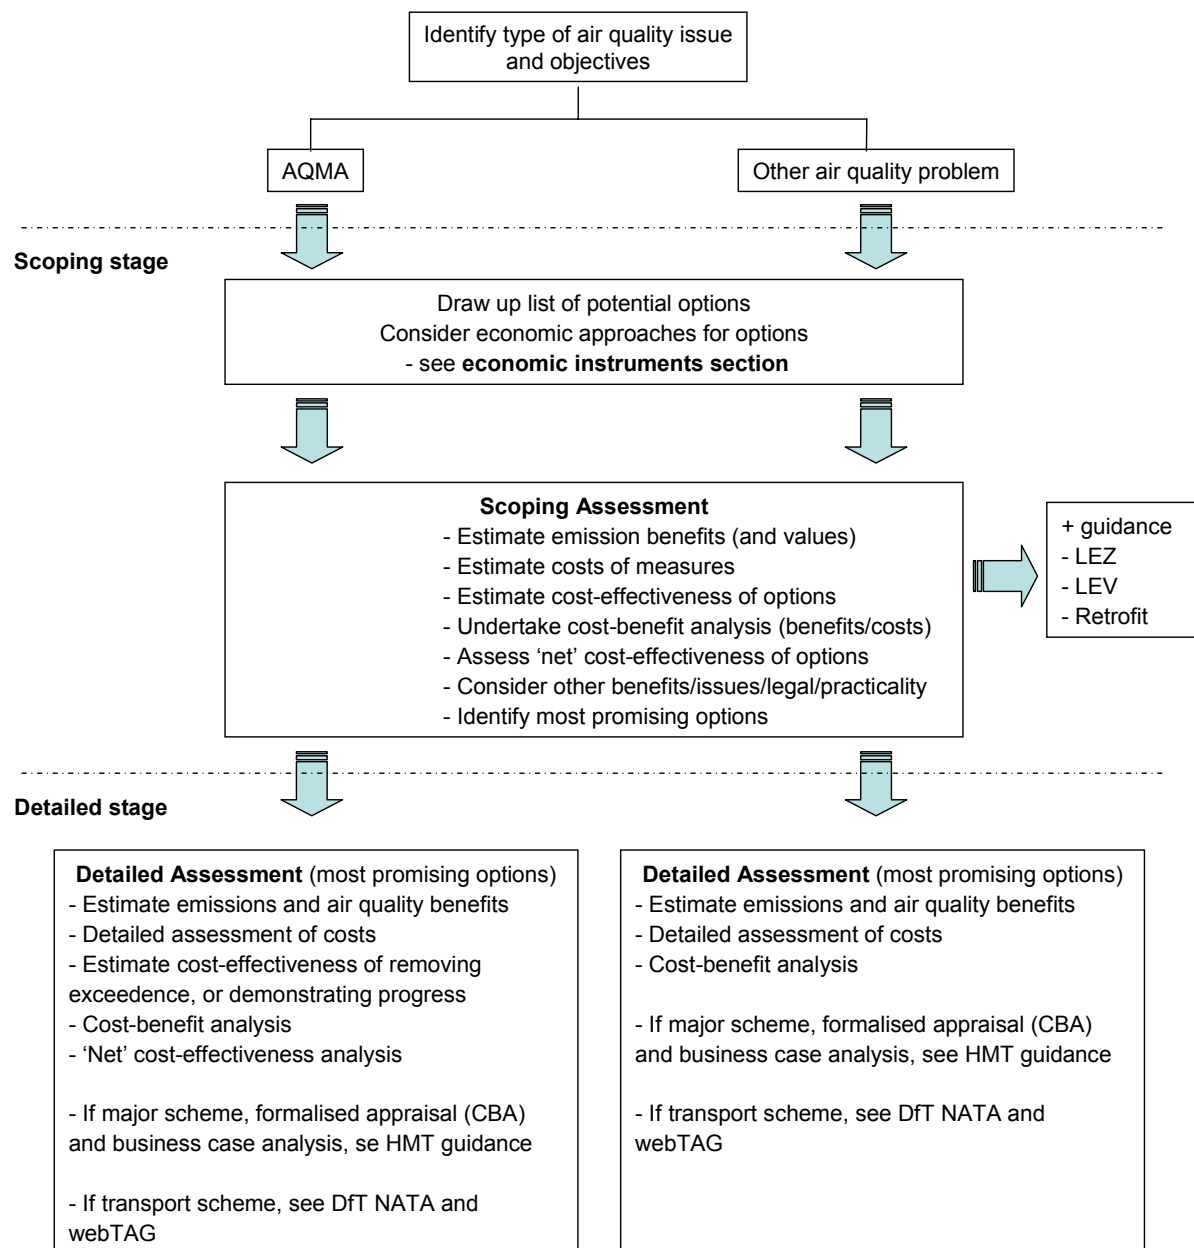 Identify type of air quality issue
and objectives
AQMA
Other air quality problem
Scoping stage
Draw up list of potential options
Consider economic approaches for options
- see economic instruments section
Scoping Assessment
- Estimate emission benefits (and values)
- Estimate costs of measures
- Estimate cost-effectiveness of options
- Undertake cost-benefit analysis (benefits/costs)
- Assess ‘net’ cost-effectiveness of options
- Consider other benefits/issues/legal/practicality
- Identify most promising options
+ guidance
- LEZ
- LEV
- Retrofit
Detailed stage
Detailed Assessment (most promising options)
- Estimate emissions and air quality benefits
- Detailed assessment of costs
- Estimate cost-effectiveness of removing
exceedence, or demonstrating progress
- Cost-benefit analysis
- ‘Net’ cost-effectiveness analysis
- If major scheme, formalised appraisal (CBA)
and business case analysis, se HMT guidance
- If transport scheme, see DfT NATA and
webTAG
Detailed Assessment (most promising options)
- Estimate emissions and air quality benefits
- Detailed assessment of costs
- Cost-benefit analysis
- If major scheme, formalised appraisal (CBA)
and business case analysis, see HMT guidance
- If transport scheme, see DfT NATA and
webTAG